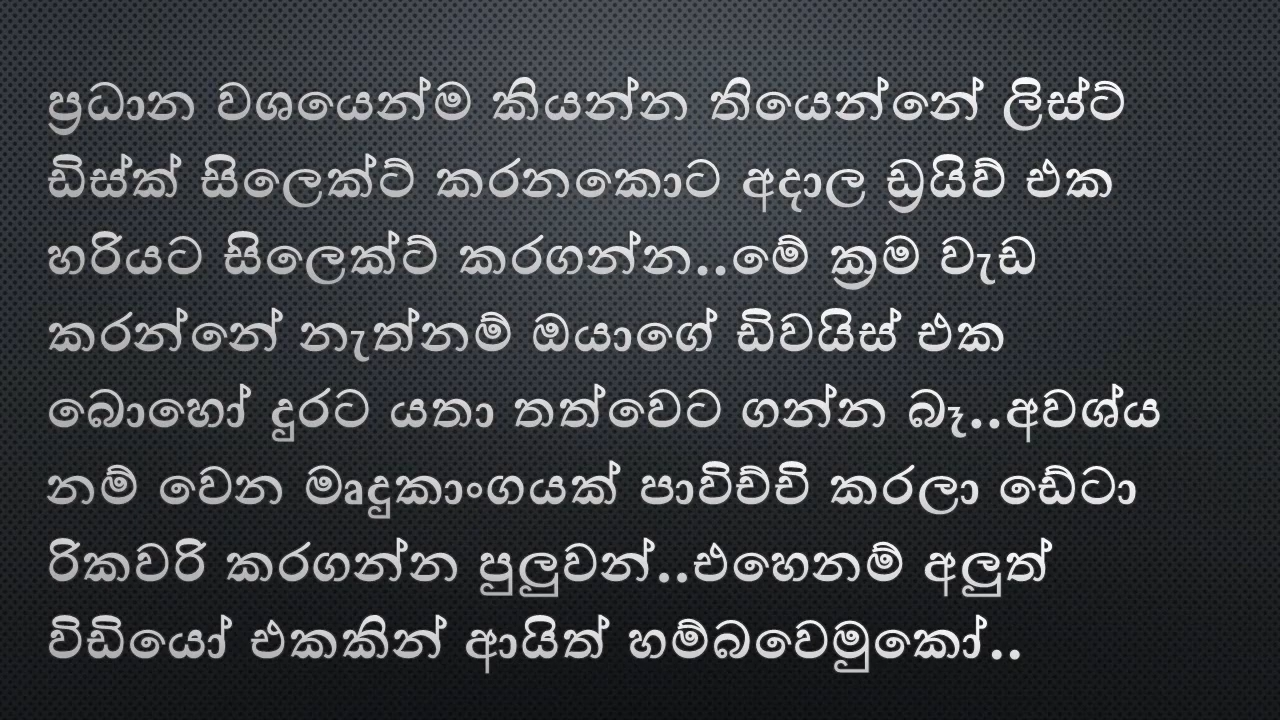 ප්‍රධාන වශයෙන්ම කියන්න තියෙන්නේ ලිස්ට්
ඩිස්ක් සිලෙක්ට් කරනකොට අදාල ඩ්‍රයිව් එක
හරියට සිලෙක්ට් කරගන්න..මේ ක්‍රම වැඩ
කරන්නේ නැත්නම් ඔයාගේ ඩිවයිස් එක
බොහෝ දුරට යතා තත්වෙට ගන්න බෑ..අවශ්ය
නම් වෙන මෘදුකාංගයක් පාවිච්චි කරලා ඩේටා
රිකවරි කරගන්න පුලුවන්..එහෙනම් අලුත්
විඩියෝ එකකින් ආයිත් හම්බවෙමුකෝ..